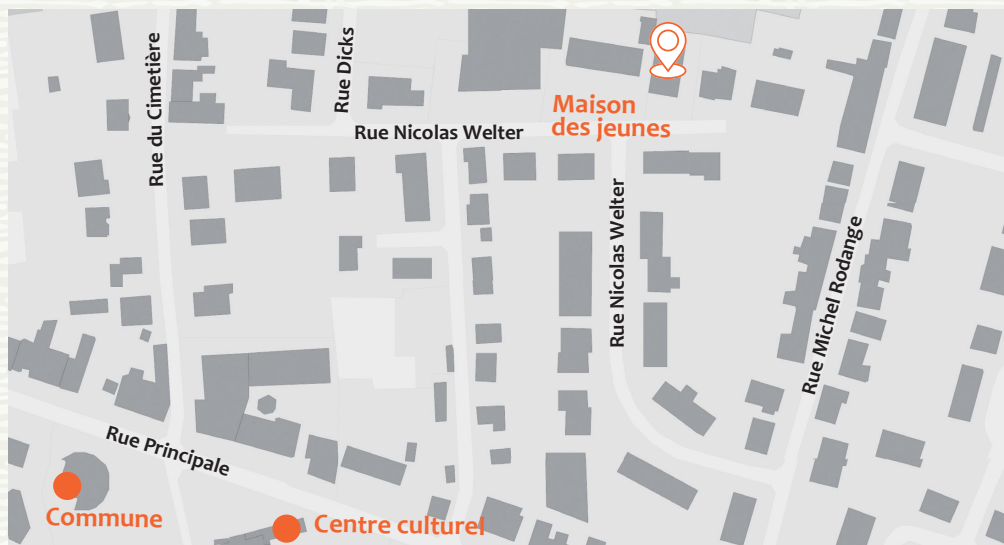 Rue du Cimetière
Rue Dicks
Maison
des jeunes
Rue Nicolas Welter
Rue Nicolas Welter
Rue Michel Rodange
Rue Principale
Commune
Centre culturel